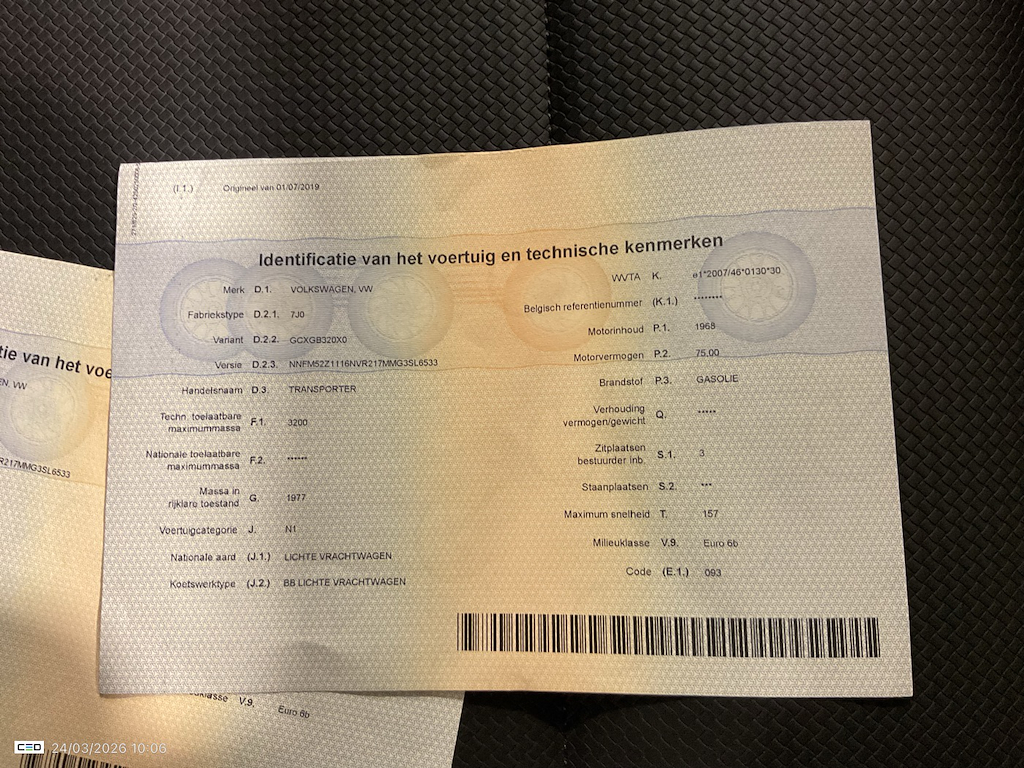 (I.1.) Origineel van 01/07/2019
Identificatie van het voertuig en technische kenmerken
Merk D.1. VOLKSWAGEN, VW
Fabriekstype D.2.1. 7J0
Variant D.2.2. GCXGB320X0
Versie D.2.3. NNFM52Z1116NVR217MMG3SL6533
Handelsnaam D.3. TRANSPORTER
Techn. toelaatbare
maximummassa F.1. 3200
Nationale toelaatbare
maximummassa F.2. ******
Massa in
rijklare toestand G. 1977
Voertuigcategorie J. N1
Nationale aard (J.1.) LICHTE VRACHTWAGEN
Koetswerktype (J.2.) BB LICHTE VRACHTWAGEN
WVTA K. e1*2007/46*0130*30
Belgisch referentienummer (K.1.) ********
Motorinhoud P.1. 1968
Motorvermogen P.2. 75.00
Brandstof P.3. GASOLIE
Verhouding
vermogen/gewicht Q. *****
Zitplaatsen
bestuurder inb. S.1. 3
Staanplaatsen S.2. ***
Maximum snelheid T. 157
Milieuklasse V.9. Euro 6b
Code (E.1.) 093
tie van het voe
EN, VW
R217MMG3SL6533
klasse V.9. Euro 6b
CEO 24/03/2026 10:06